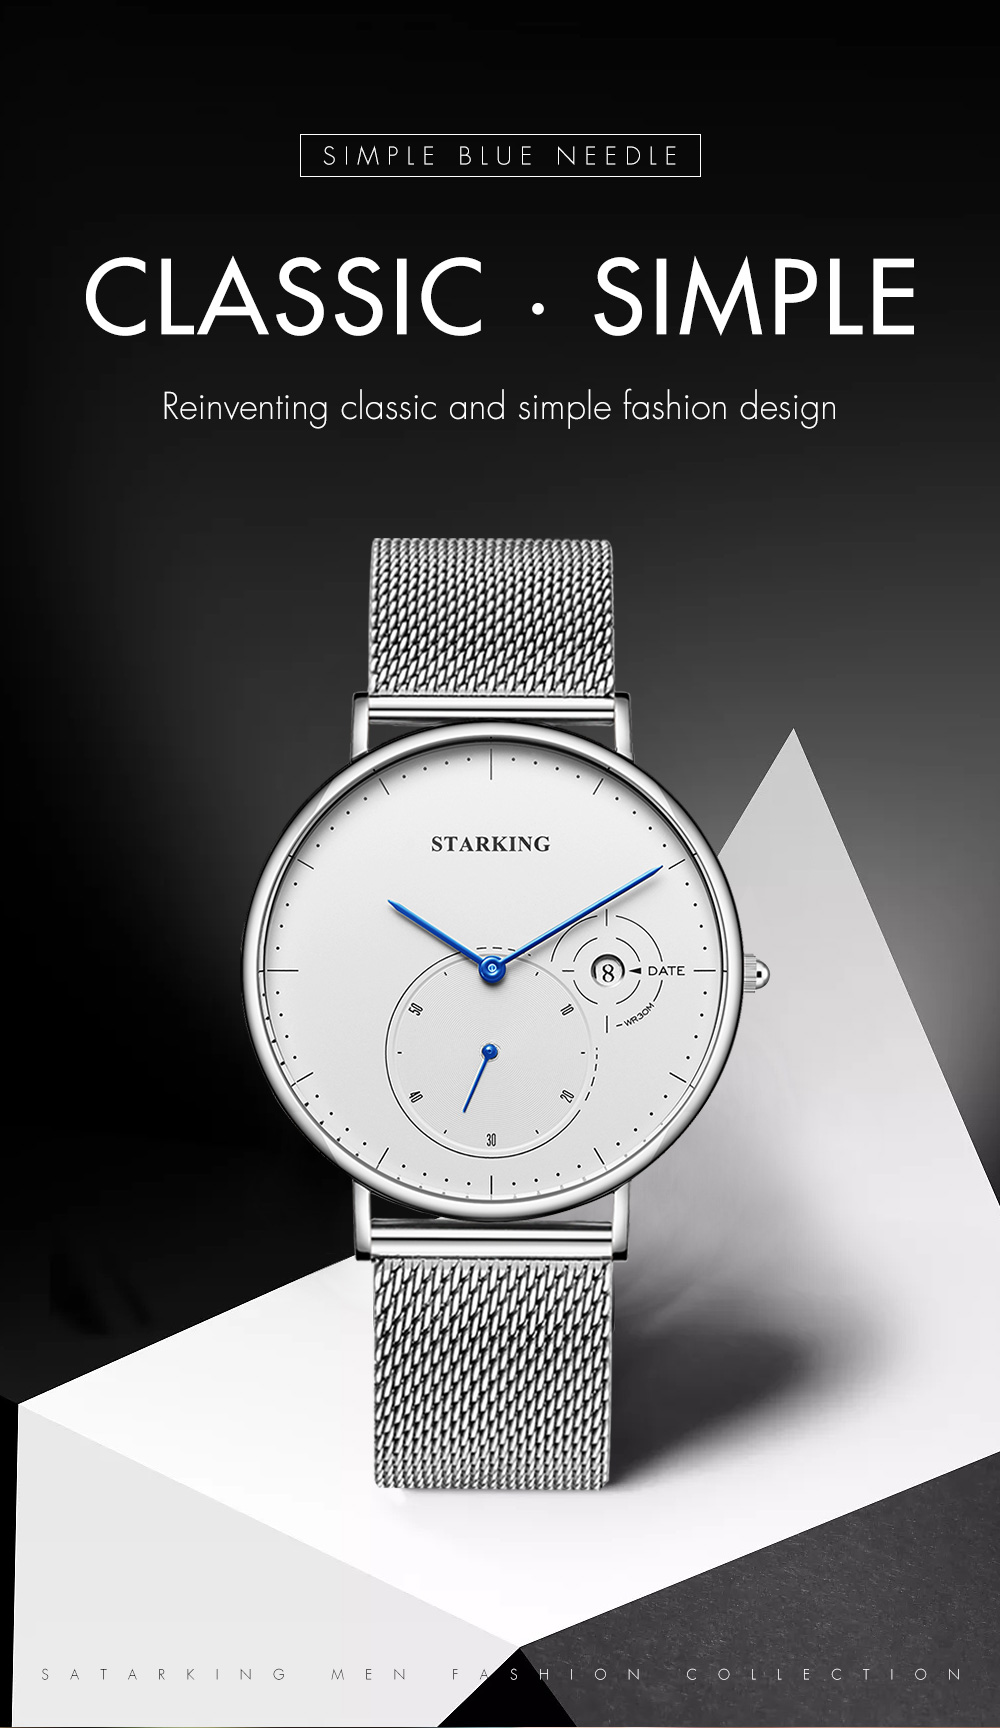 SIMPLE BLUE NEEDLE
CLASSIC · SIMPLE
Reinventing classic and simple fashion design
STARKING
8 DATE
WR30M
50
10
40
20
30
SATARKING MEN FASHION COLLECTION